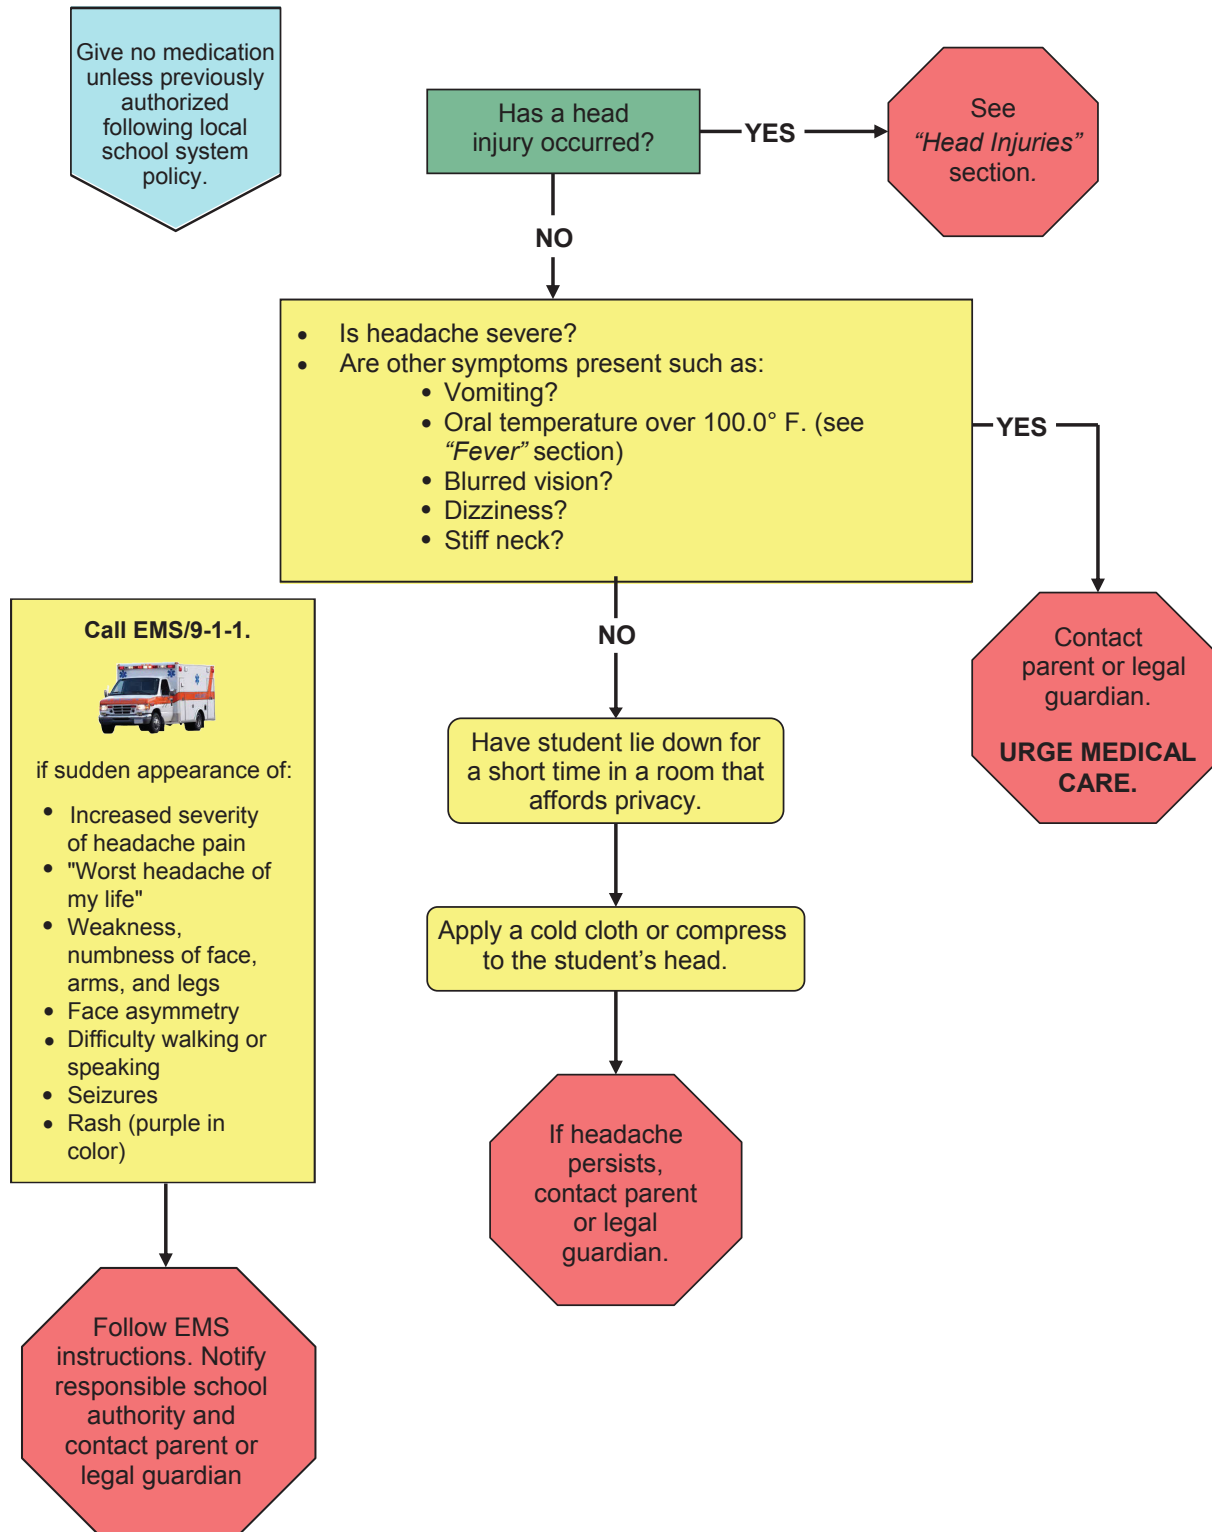 Give no medication
unless previously
authorized
following local
school system
policy.
Has a head
injury occurred?
YES
See
“Head Injuries”
section.
NO
• Is headache severe?
• Are other symptoms present such as:
• Vomiting?
• Oral temperature over 100.0° F. (see
“Fever” section)
• Blurred vision?
• Dizziness?
• Stiff neck?
YES
Contact
parent or legal
guardian.
URGE MEDICAL
CARE.
NO
Have student lie down for
a short time in a room that
affords privacy.
Apply a cold cloth or compress
to the student’s head.
If headache
persists,
contact parent
or legal
guardian.
Call EMS/9-1-1.
if sudden appearance of:
• Increased severity
of headache pain
• "Worst headache of
my life"
• Weakness,
numbness of face,
arms, and legs
• Face asymmetry
• Difficulty walking or
speaking
• Seizures
• Rash (purple in
color)
Follow EMS
instructions. Notify
responsible school
authority and
contact parent or
legal guardian